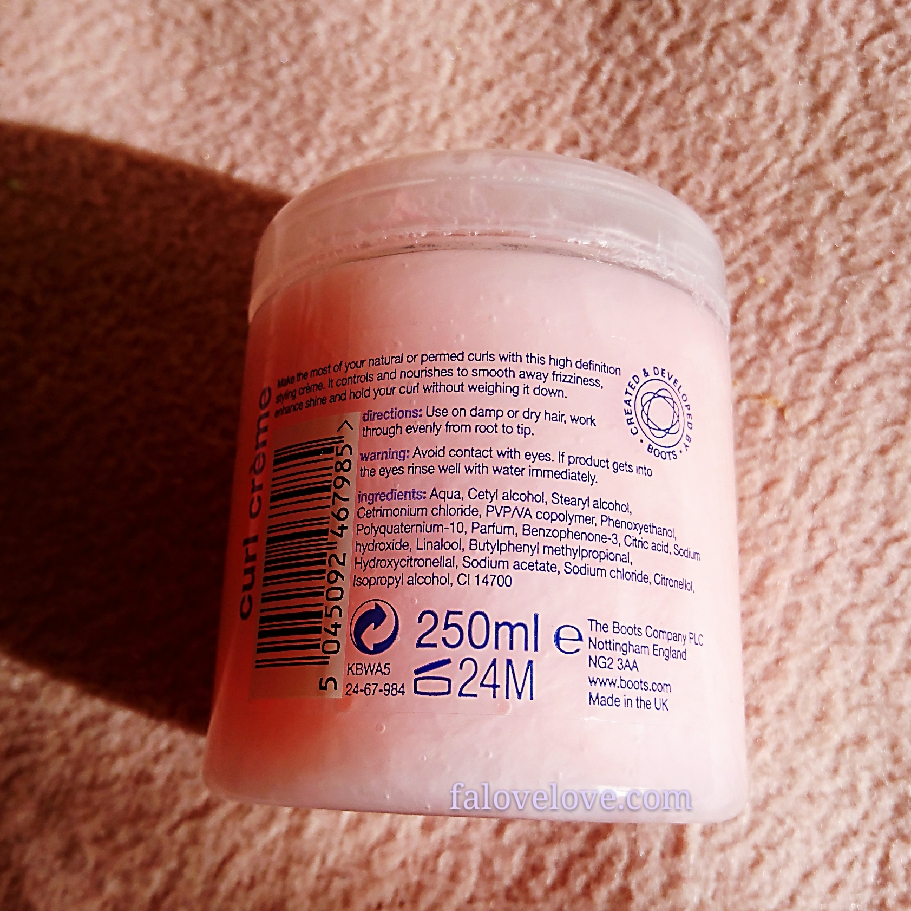 curl crème
Make the most of your natural or permed curls with this high definition
styling crème. It controls and nourishes to smooth away frizziness,
enhance shine and hold your curl without weighing it down.
directions: Use on damp or dry hair, work
through evenly from root to tip.
warning: Avoid contact with eyes. If product gets into
the eyes rinse well with water immediately.
ingredients: Aqua, Cetyl alcohol, Stearyl alcohol,
Cetrimonium chloride, PVP/VA copolymer, Phenoxyethanol,
Polyquaternium-10, Parfum, Benzophenone-3, Citric acid, Sodium
hydroxide, Linalool, Butylphenyl methylpropional,
Hydroxycitronellal, Sodium acetate, Sodium chloride, Citronellol,
Isopropyl alcohol, CI 14700
CREATED & DEVELOPED BY
• BOOTS •
5 045092 467985 >
KBWA5
24-67-984
250ml e
24M
The Boots Company PLC
Nottingham England
NG2 3AA
www.boots.com
Made in the UK
falovelove.com